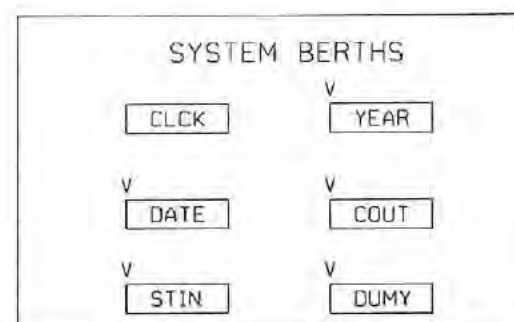 SYSTEM BERTHS
V
CLCK YEAR
V V
DATE COUT
V V
STIN DUMY